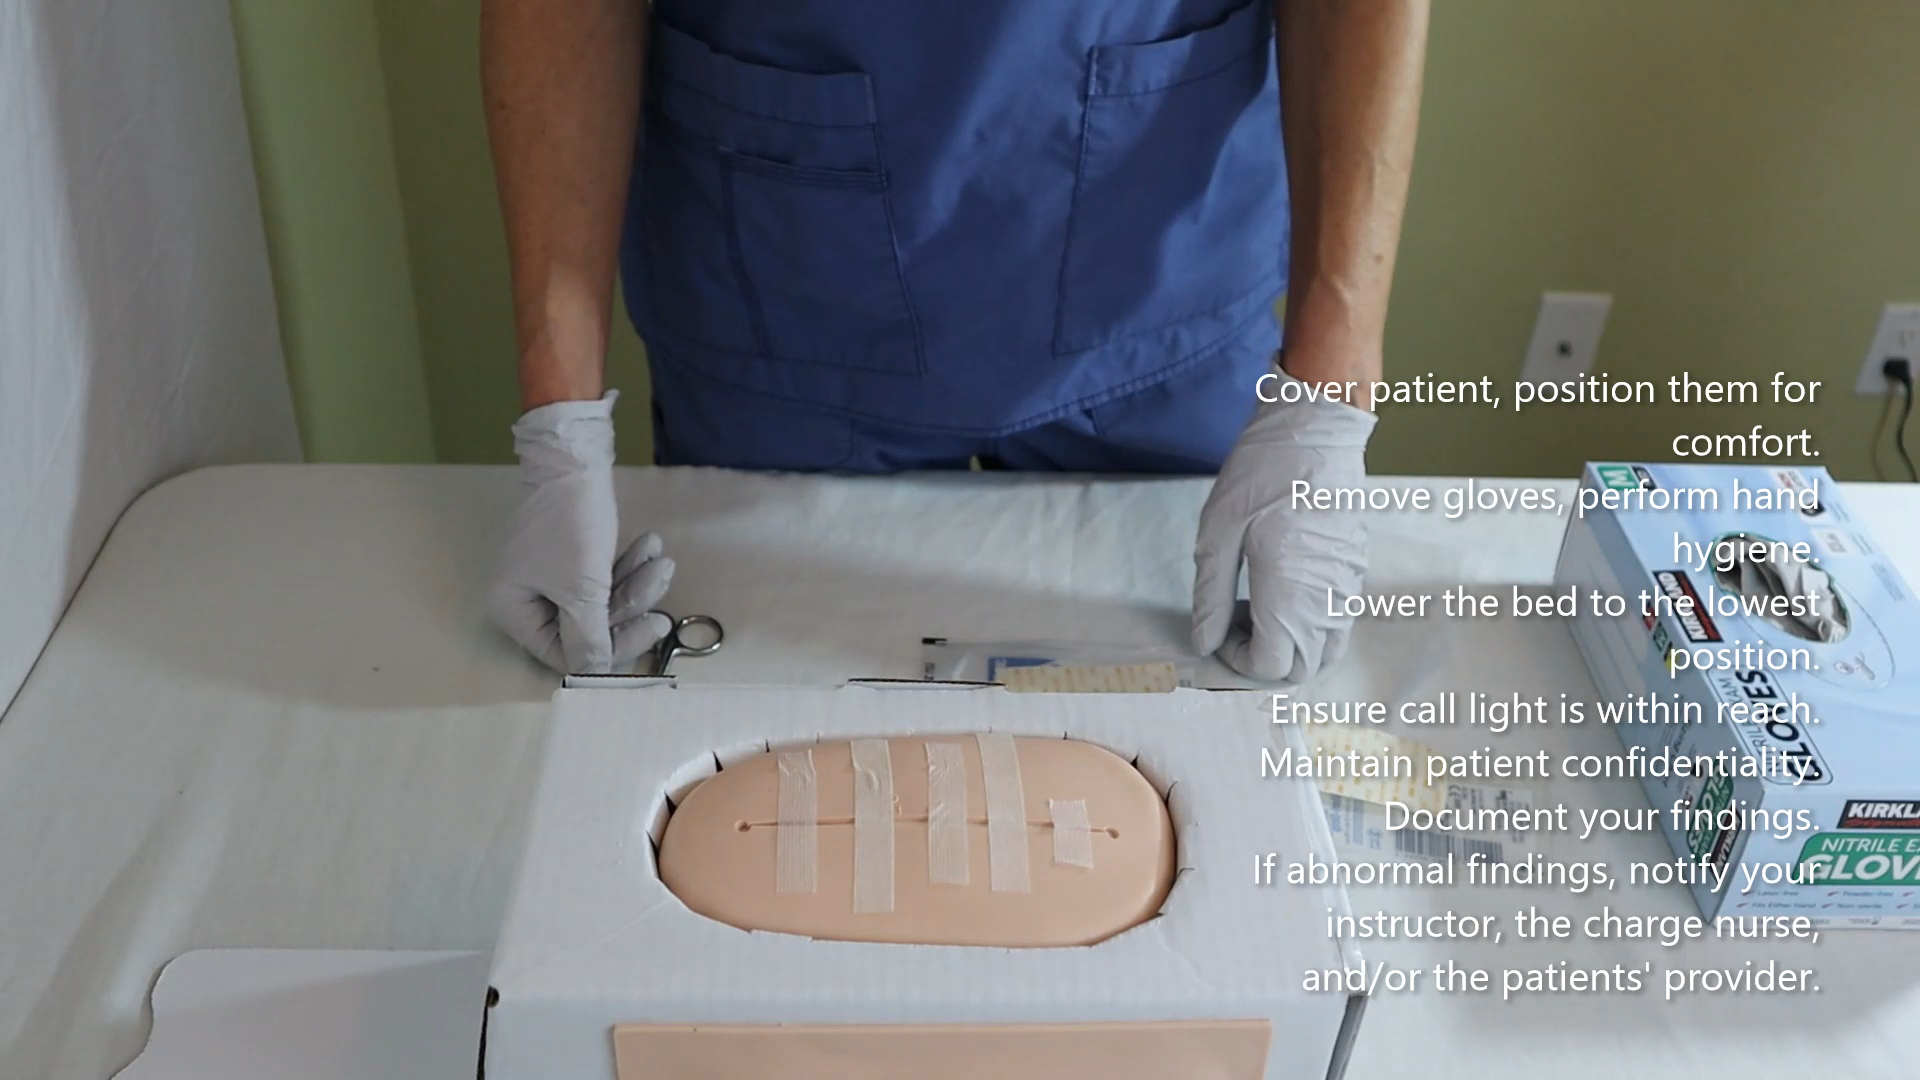 Cover patient, position them for
comfort.
Remove gloves, perform hand
hygiene.
Lower the bed to the lowest
position.
Ensure call light is within reach.
Maintain patient confidentiality.
Document your findings.
If abnormal findings, notify your
instructor, the charge nurse,
and/or the patients' provider.
M
KIRKLAND
GLOVES
NITRILE